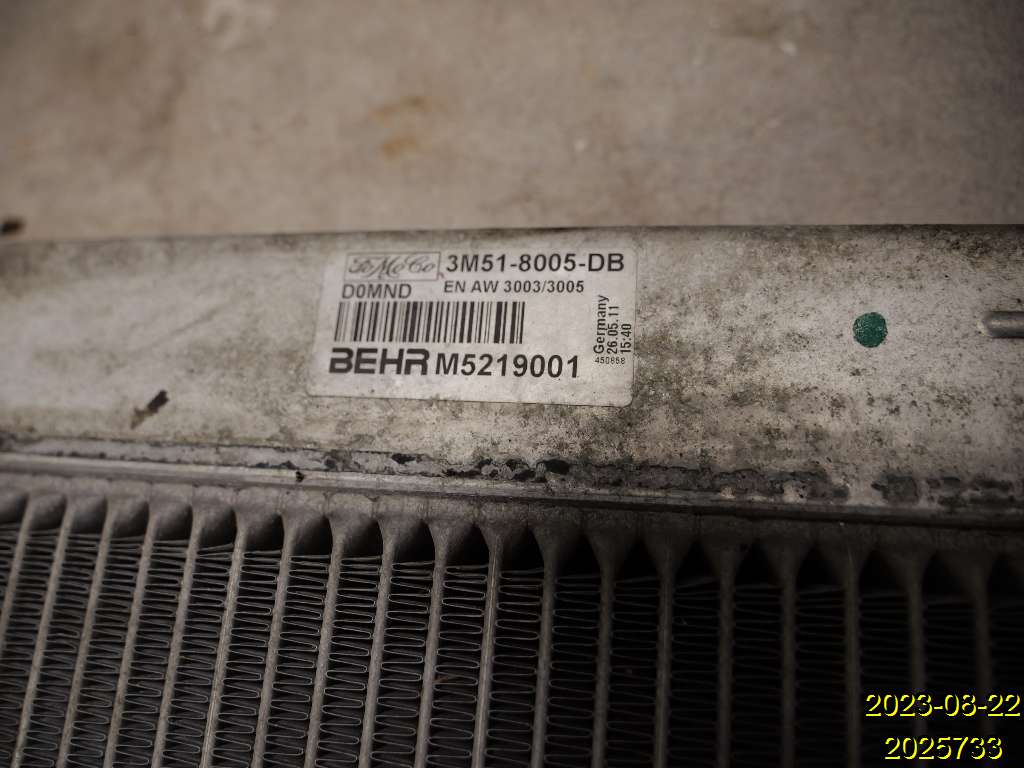 FoMoCo 3M51-8005-DB
D0MND EN AW 3003/3005
BEHR M5219001
Germany
26.05.11
15:40
450858
2023-08-22
2025733